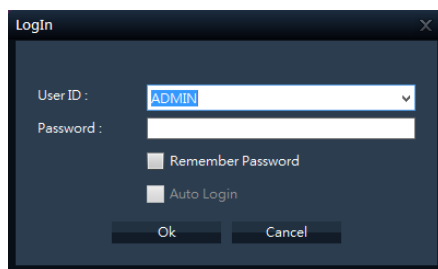 LogIn X
User ID : ADMIN
Password :
Remember Password
Auto Login
Ok Cancel